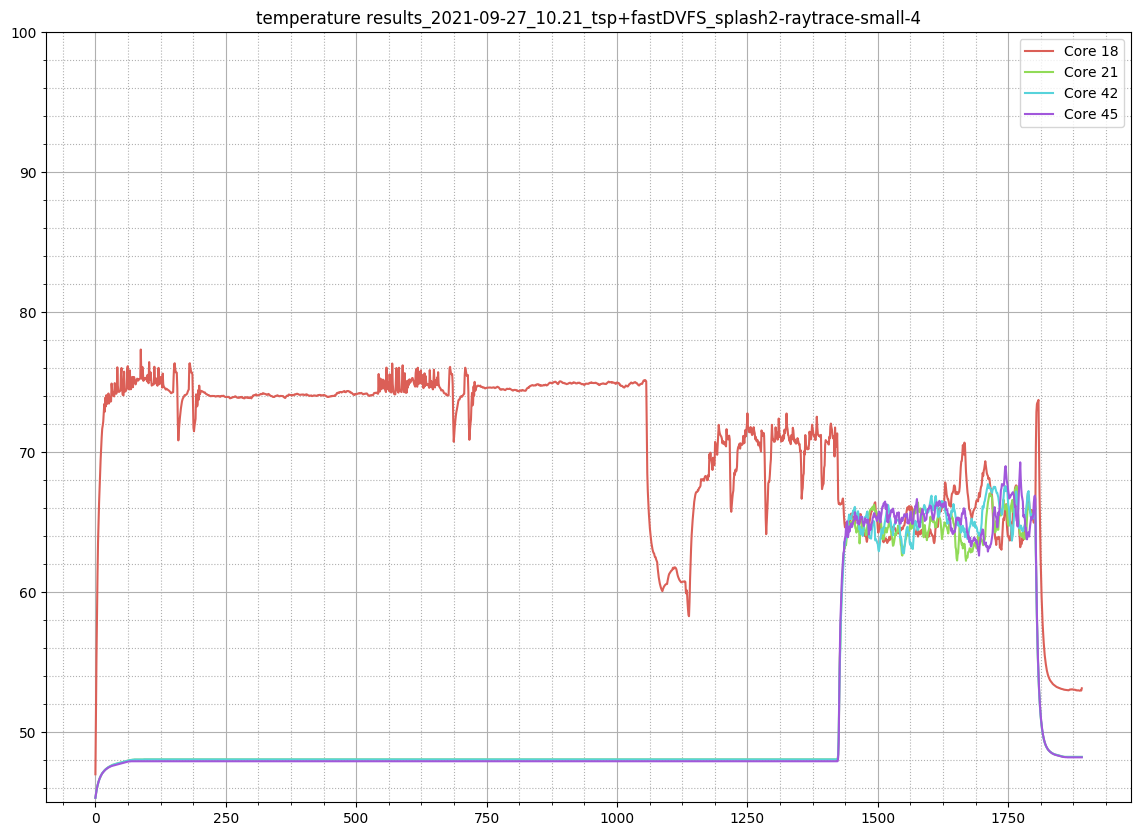 temperature results_2021-09-27_10.21_tsp+fastDVFS_splash2-raytrace-small-4
Core 18
Core 21
Core 42
Core 45
100
90
80
70
60
50
0 250 500 750 1000 1250 1500 1750